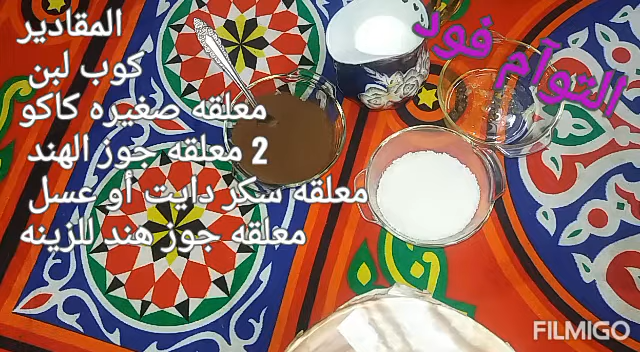 المقادير
كوب لبن
معلقه صغيره كاكو
2 معلقه جوز الهند
معلقه سكر دايت أو عسل
معلقه جوز هند للزينه
التوآم فود
FILMIGO